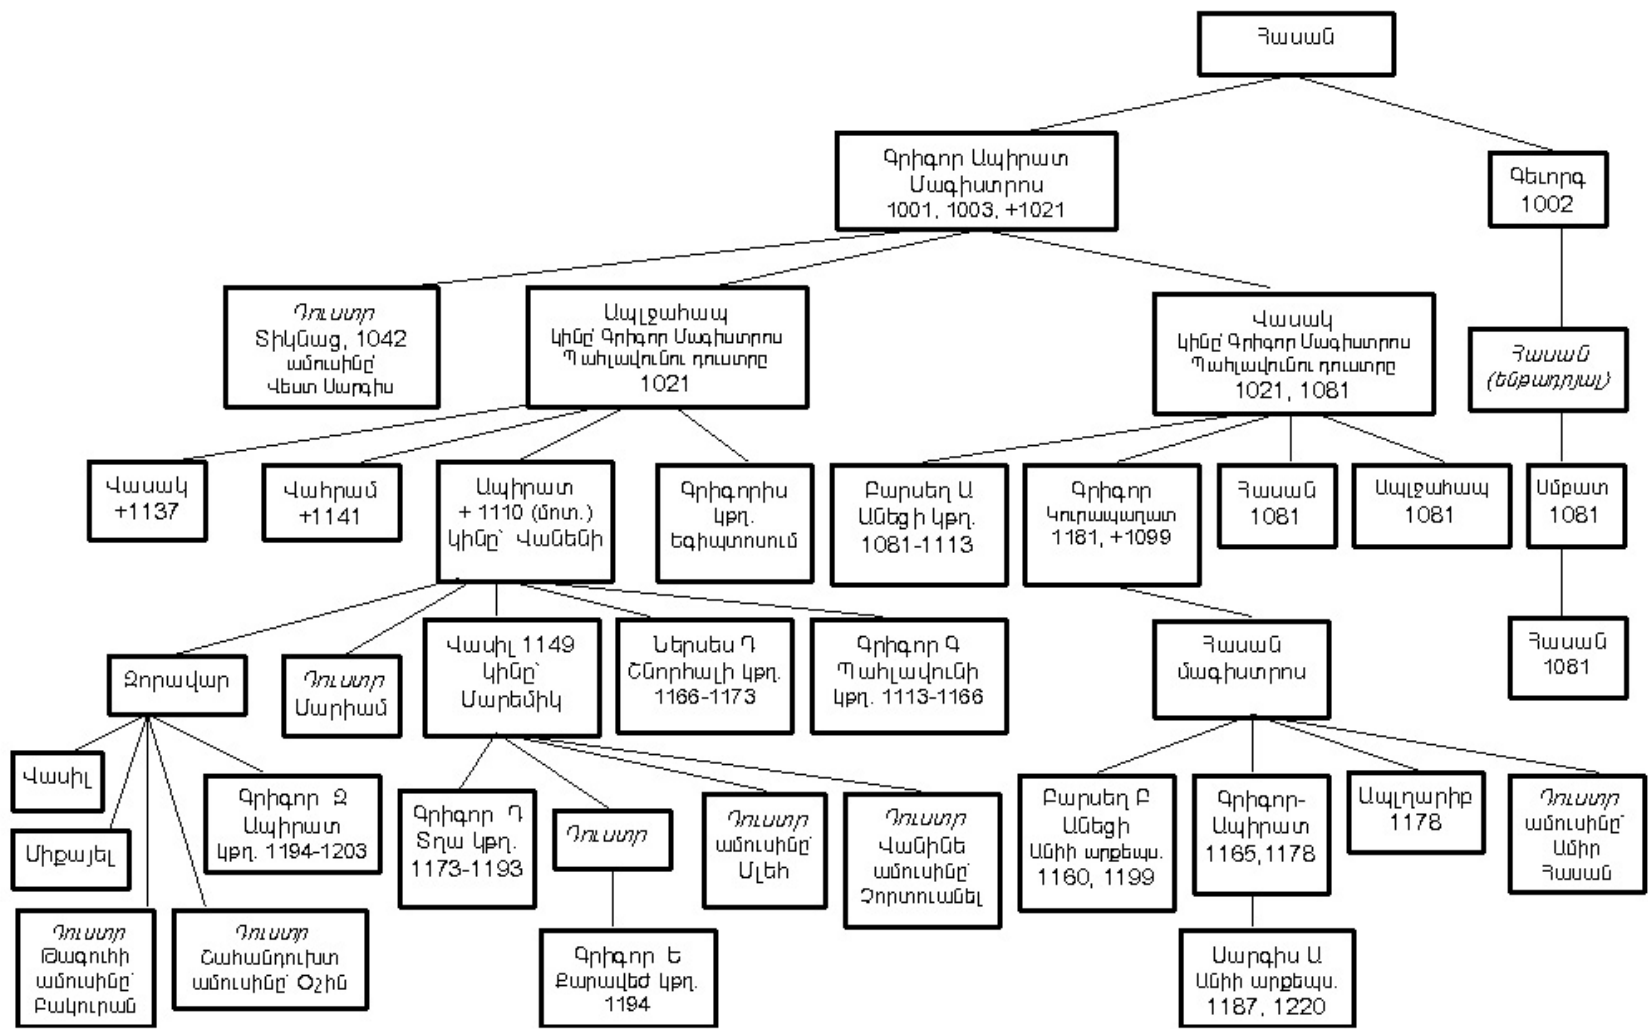 Հասան
Գրիգոր Ապիրատ
Մագիստրոս
1001, 1003, +1021
Գեւորգ
1002
Դուստր
Տիկնաց, 1042
ամուսինը՝
Վեստ Սարգիս
Ապլջահապ
կինը՝ Գրիգոր Մագիստրոս
Պահլավունու դուստրը
1021
Վասակ
կինը՝ Գրիգոր Մագիստրոս
Պահլավունու դուստրը
1021, 1081
Հասան
(ենթադրյալ)
Վասակ
+1137
Վահրամ
+1141
Ապիրատ
+ 1110 (մոտ.)
կինը՝ Վանենի
Գրիգորիս
կթղ.
Եգիպտոսում
Բարսեղ Ա
Անեցի կթղ.
1081-1113
Գրիգոր
Կուրապաղատ
1181, +1099
Հասան
1081
Ապլջահապ
1081
Սմբատ
1081
Զորավար
Դուստր
Մարիամ
Վասիլ 1149
կինը՝
Մարեմիկ
Ներսես Դ
Շնորհալի կթղ.
1166-1173
Գրիգոր Գ
Պահլավունի
կթղ. 1113-1166
Հասան
մագիստրոս
Հասան
1081
Վասիլ
Միքայել
Գրիգոր Զ
Ապիրատ
կթղ. 1194-1203
Գրիգոր Դ
Տղա կթղ.
1173-1193
Դուստր
Դուստր
ամուսինը՝
Մլեհ
Դուստր
Վանինե
ամուսինը՝
Չորտուանել
Բարսեղ Բ
Անեցի
Անիի արքեպս.
1160, 1199
Գրիգոր-
Ապիրատ
1165,1178
Ապլղարիբ
1178
Դուստր
ամուսինը՝
Ամիր
Հասան
Դուստր
Թագուհի
ամուսինը՝
Բակուրան
Դուստր
Շահանդուխտ
ամուսինը՝ Օշին
Գրիգոր Ե
Քարավեժ կթղ.
1194
Սարգիս Ա
Անիի արքեպս.
1187, 1220